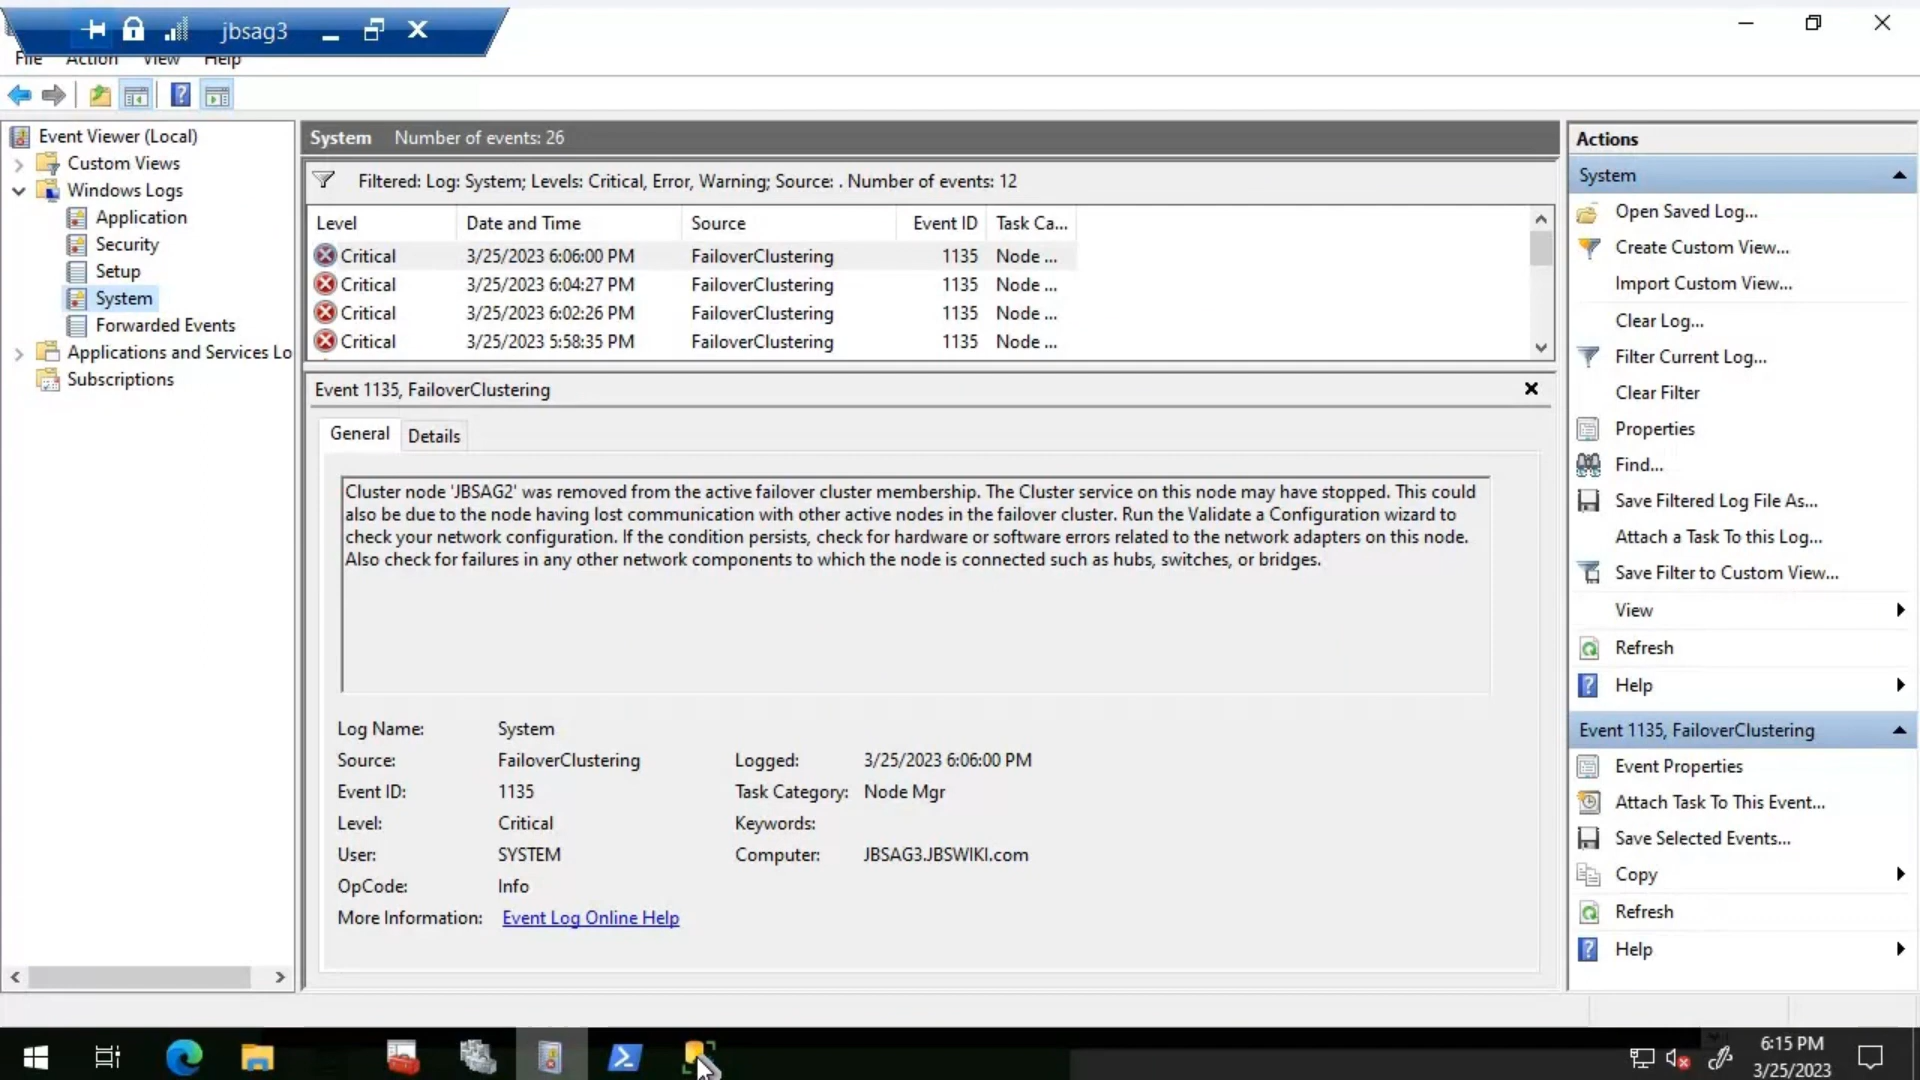 jbsag3
File Action View Help
Event Viewer (Local)
Custom Views
Windows Logs
Application
Security
Setup
System
Forwarded Events
Applications and Services Lo
Subscriptions
System Number of events: 26
Filtered: Log: System; Levels: Critical, Error, Warning; Source: . Number of events: 12
Level Date and Time Source Event ID Task Ca...
Critical 3/25/2023 6:06:00 PM FailoverClustering 1135 Node ...
Critical 3/25/2023 6:04:27 PM FailoverClustering 1135 Node ...
Critical 3/25/2023 6:02:26 PM FailoverClustering 1135 Node ...
Critical 3/25/2023 5:58:35 PM FailoverClustering 1135 Node ...
Event 1135, FailoverClustering
General Details
Cluster node 'JBSAG2' was removed from the active failover cluster membership. The Cluster service on this node may have stopped. This could
also be due to the node having lost communication with other active nodes in the failover cluster. Run the Validate a Configuration wizard to
check your network configuration. If the condition persists, check for hardware or software errors related to the network adapters on this node.
Also check for failures in any other network components to which the node is connected such as hubs, switches, or bridges.
Log Name: System
Source: FailoverClustering Logged: 3/25/2023 6:06:00 PM
Event ID: 1135 Task Category: Node Mgr
Level: Critical Keywords:
User: SYSTEM Computer: JBSAG3.JBSWIKI.com
OpCode: Info
More Information: Event Log Online Help
Actions
System
Open Saved Log...
Create Custom View...
Import Custom View...
Clear Log...
Filter Current Log...
Clear Filter
Properties
Find...
Save Filtered Log File As...
Attach a Task To this Log...
Save Filter to Custom View...
View
Refresh
Help
Event 1135, FailoverClustering
Event Properties
Attach Task To This Event...
Save Selected Events...
Copy
Refresh
Help
6:15 PM
3/25/2023